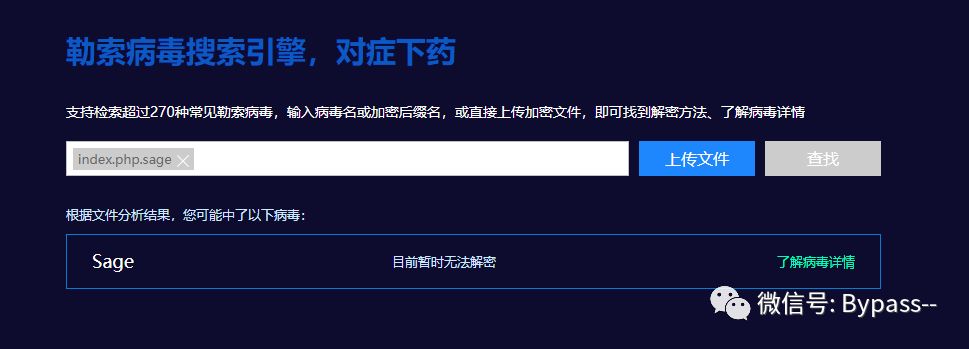 勒索病毒搜索引擎，对症下药
支持检索超过270种常见勒索病毒，输入病毒名或加密后缀名，或直接上传加密文件，即可找到解密方法、了解病毒详情
index.php.sage
上传文件
查找
根据文件分析结果，您可能中了以下病毒：
Sage
目前暂时无法解密
了解病毒详情
微信号: Bypass--